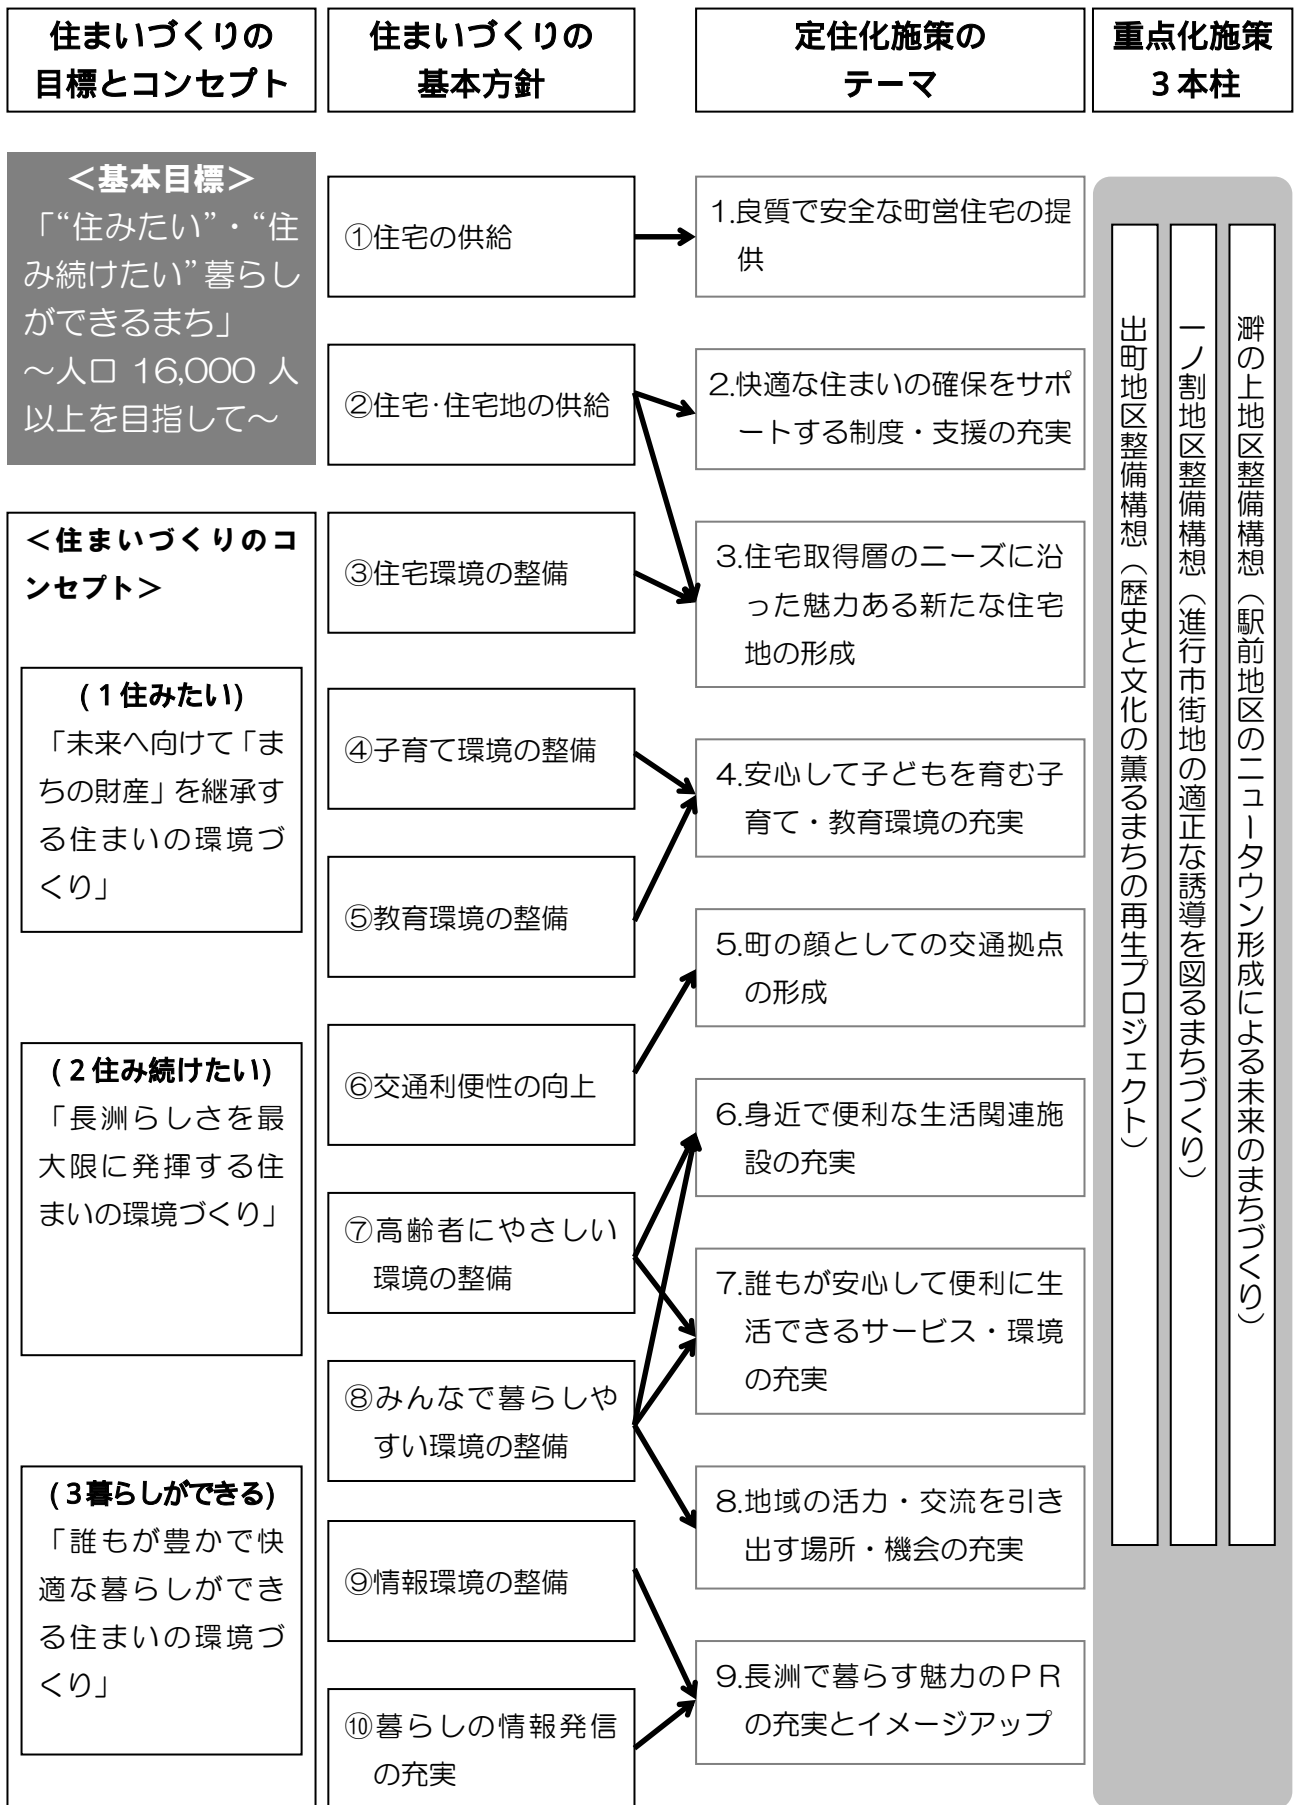 住まいづくりの
目標とコンセプト
住まいづくりの
基本方針
定住化施策の
テーマ
重点化施策
3本柱
＜基本目標＞
「“住みたい”・“住
み続けたい”暮らし
ができるまち」
～人口 16,000 人
以上を目指して～
＜住まいづくりのコ
ンセプト＞
(1住みたい)
「未来へ向けて「ま
ちの財産」を継承す
る住まいの環境づ
くり」
(2住み続けたい)
「長洲らしさを最
大限に発揮する住
まいの環境づくり」
(3暮らしができる)
「誰もが豊かで快
適な暮らしができ
る住まいの環境づ
くり」
①住宅の供給
②住宅･住宅地の供給
③住宅環境の整備
④子育て環境の整備
⑤教育環境の整備
⑥交通利便性の向上
⑦高齢者にやさしい
環境の整備
⑧みんなで暮らしや
すい環境の整備
⑨情報環境の整備
⑩暮らしの情報発信
の充実
1.良質で安全な町営住宅の提
供
2.快適な住まいの確保をサポ
ートする制度・支援の充実
3.住宅取得層のニーズに沿
った魅力ある新たな住宅
地の形成
4.安心して子どもを育む子
育て・教育環境の充実
5.町の顔としての交通拠点
の形成
6.身近で便利な生活関連施
設の充実
7.誰もが安心して便利に生
活できるサービス・環境
の充実
8.地域の活力・交流を引き
出す場所・機会の充実
9.長洲で暮らす魅力のＰＲ
の充実とイメージアップ
澥の上地区整備構想（駅前地区のニュータウン形成による未来のまちづくり）
一ノ割地区整備構想（進行市街地の適正な誘導を図るまちづくり）
出町地区整備構想（歴史と文化の薫るまちの再生プロジェクト）